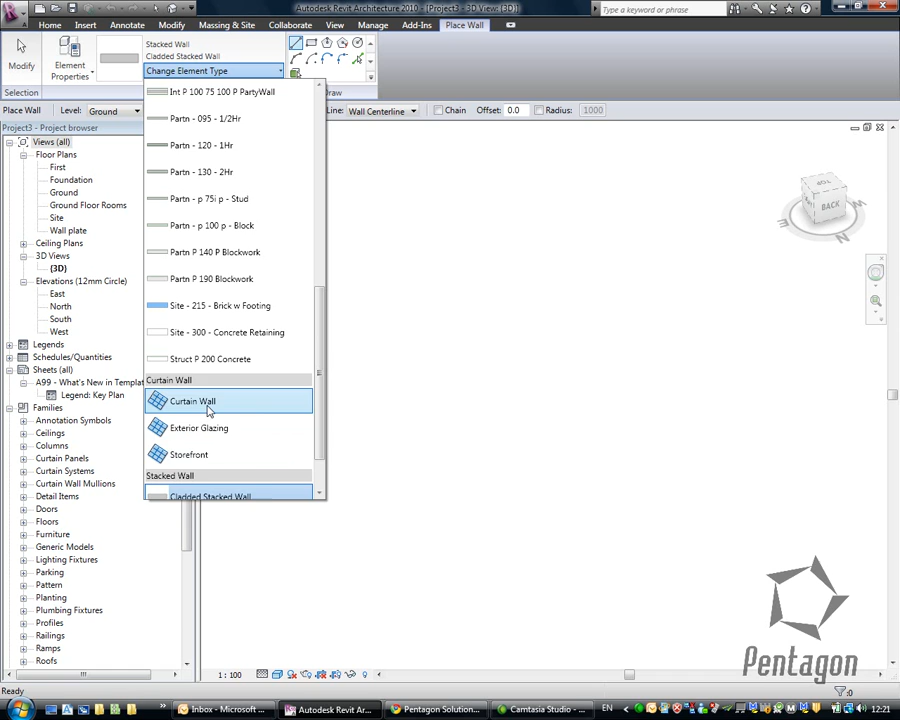 Autodesk Revit Architecture 2010 - [Project3 - 3D View: {3D}]
Type a keyword or phrase
Home
Insert
Annotate
Modify
Massing & Site
Collaborate
View
Manage
Add-Ins
Place Wall
Modify
Element
Properties
Stacked Wall
Cladded Stacked Wall
Change Element Type
Selection
Draw
Place Wall
Level:
Ground
Line:
Wall Centerline
Chain
Offset:
0.0
Radius:
1000
Project3 - Project browser
Views (all)
Floor Plans
First
Foundation
Ground
Ground Floor Rooms
Site
Wall plate
Ceiling Plans
3D Views
{3D}
Elevations (12mm Circle)
East
North
South
West
Legends
Schedules/Quantities
Sheets (all)
A99 - What's New in Templat
Legend: Key Plan
Families
Annotation Symbols
Ceilings
Columns
Curtain Panels
Curtain Systems
Curtain Wall Mullions
Detail Items
Doors
Floors
Furniture
Generic Models
Lighting Fixtures
Parking
Pattern
Planting
Plumbing Fixtures
Profiles
Railings
Ramps
Roofs
Int P 100 75 100 P PartyWall
Partn - 095 - 1/2Hr
Partn - 120 - 1Hr
Partn - 130 - 2Hr
Partn - p 75i p - Stud
Partn - p 100 p - Block
Partn P 140 P Blockwork
Partn P 190 Blockwork
Site - 215 - Brick w Footing
Site - 300 - Concrete Retaining
Struct P 200 Concrete
Curtain Wall
Curtain Wall
Exterior Glazing
Storefront
Stacked Wall
Cladded Stacked Wall
TOP
BACK
Pentagon
1 : 100
Ready
:0
Inbox - Microsoft ...
Autodesk Revit Arc...
Pentagon Solution...
Camtasia Studio - ...
EN
12:21